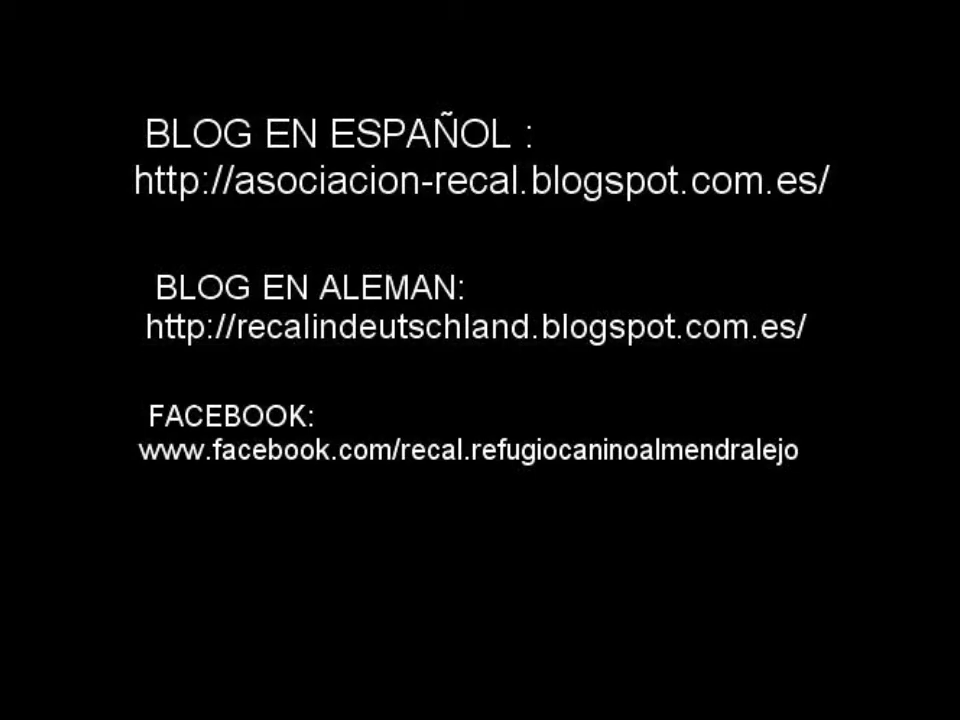 BLOG EN ESPAÑOL :
http://asociacion-recal.blogspot.com.es/
BLOG EN ALEMAN:
http://recalindeutschland.blogspot.com.es/
FACEBOOK:
www.facebook.com/recal.refugiocaninoalmendralejo